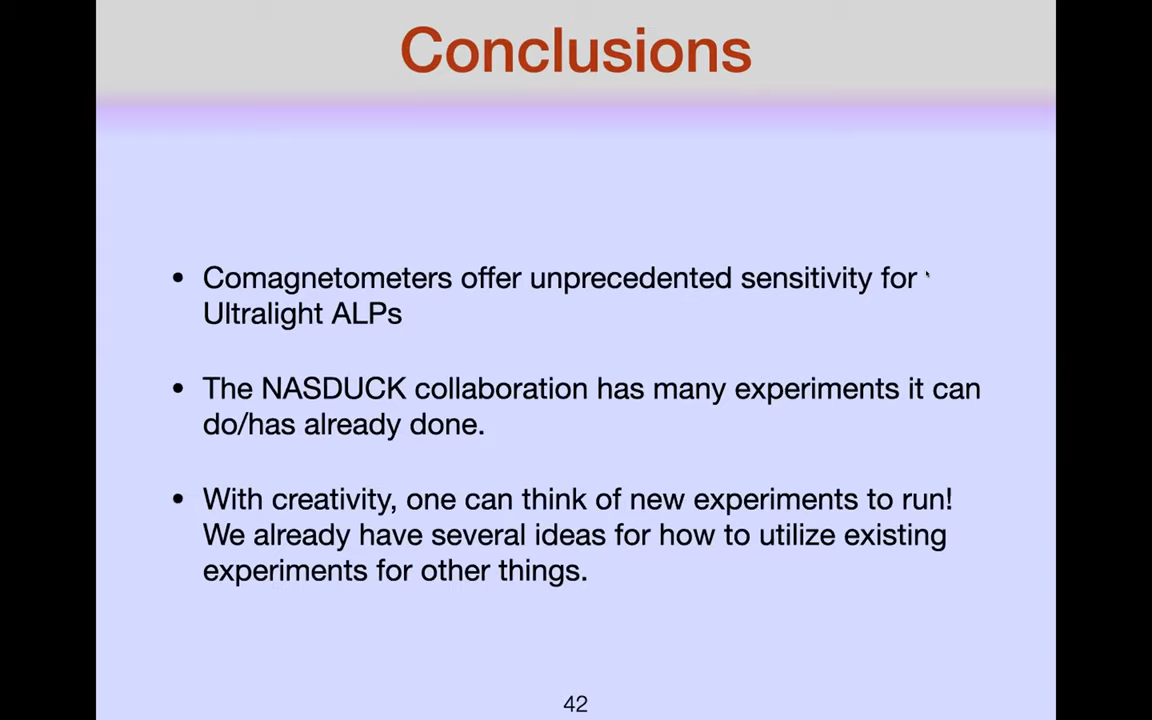 Conclusions
• Comagnetometers offer unprecedented sensitivity for
Ultralight ALPs
• The NASDUCK collaboration has many experiments it can
do/has already done.
• With creativity, one can think of new experiments to run!
We already have several ideas for how to utilize existing
experiments for other things.
42